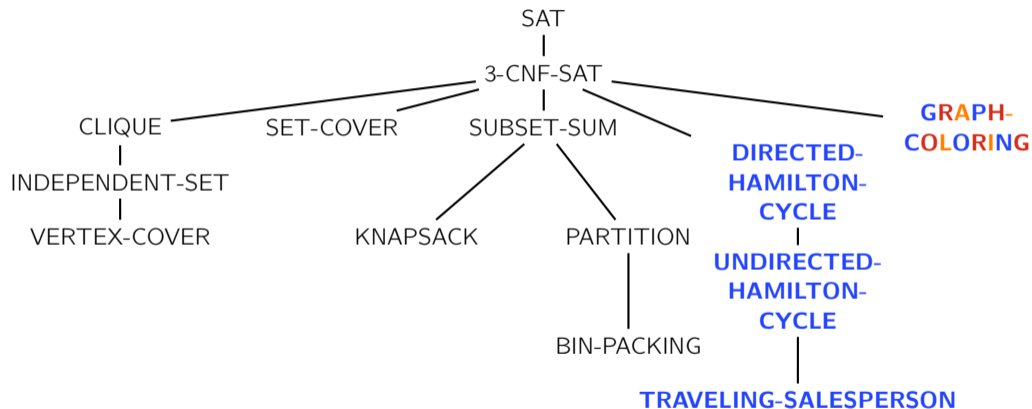 SAT
3-CNF-SAT
CLIQUE
SET-COVER
SUBSET-SUM
GRAPH-
COLORING
DIRECTED-
HAMILTON-
CYCLE
INDEPENDENT-SET
VERTEX-COVER
KNAPSACK
PARTITION
UNDIRECTED-
HAMILTON-
CYCLE
BIN-PACKING
TRAVELING-SALESPERSON